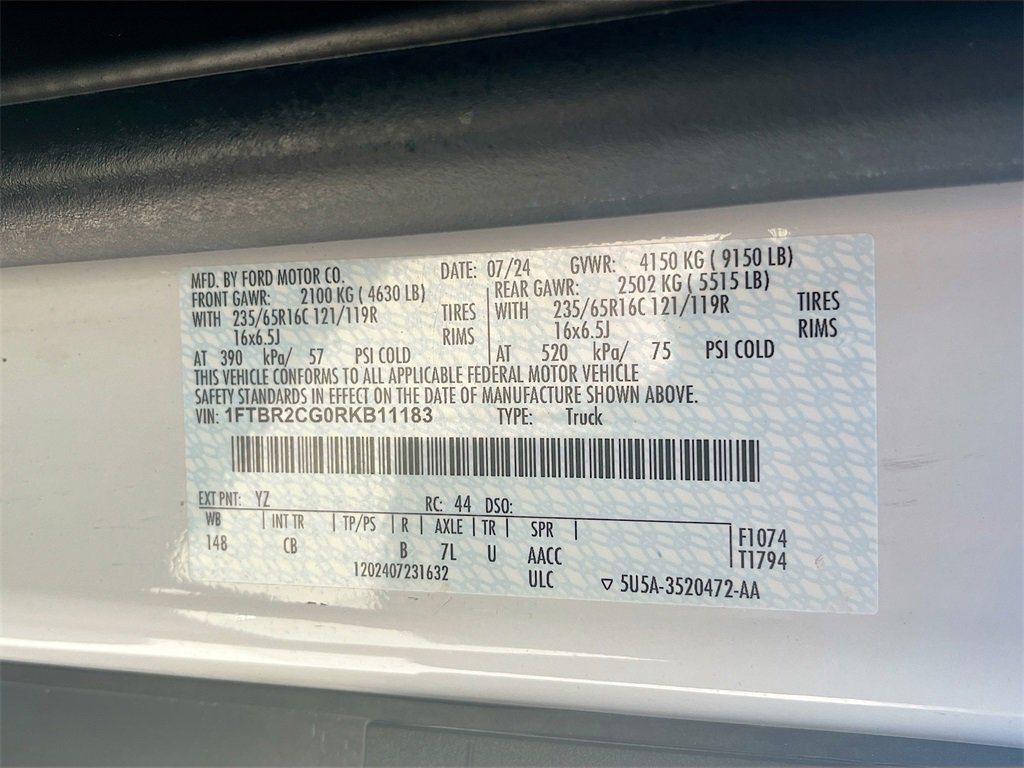 MFD. BY FORD MOTOR CO. DATE: 07/24 GVWR: 4150 KG ( 9150 LB)
FRONT GAWR: 2100 KG ( 4630 LB) REAR GAWR: 2502 KG ( 5515 LB)
WITH 235/65R16C 121/119R TIRES WITH 235/65R16C 121/119R TIRES
16x6.5J RIMS 16x6.5J RIMS
AT 390 kPa/ 57 PSI COLD AT 520 kPa/ 75 PSI COLD
THIS VEHICLE CONFORMS TO ALL APPLICABLE FEDERAL MOTOR VEHICLE
SAFETY STANDARDS IN EFFECT ON THE DATE OF MANUFACTURE SHOWN ABOVE.
VIN: 1FTBR2CG0RKB11183 TYPE: Truck
EXT PNT: YZ RC: 44 DSO:
WB INT TR TP/PS R AXLE TR SPR F1074
148 CB B 7L U AACC T1794
1202407231632 ULC ▽ 5U5A-3520472-AA